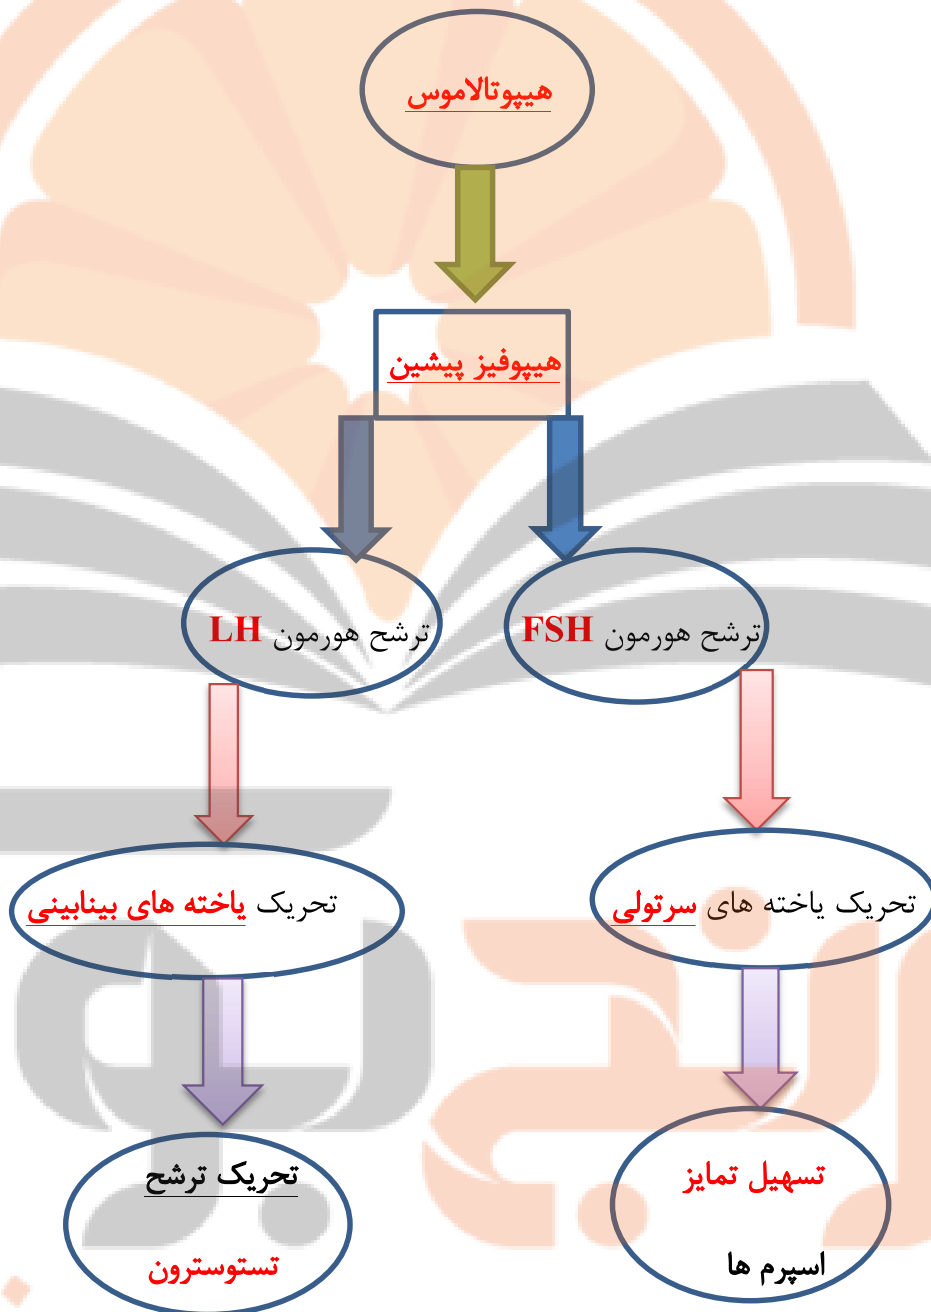 هیپوتالاموس
هیپوفیز پیشین
ترشح هورمون FSH
ترشح هورمون LH
تحریک یاخته های سرتولی
تحریک یاخته های بینابینی
تسهیل تمایز
اسپرم ها
تحریک ترشح
تستوسترون